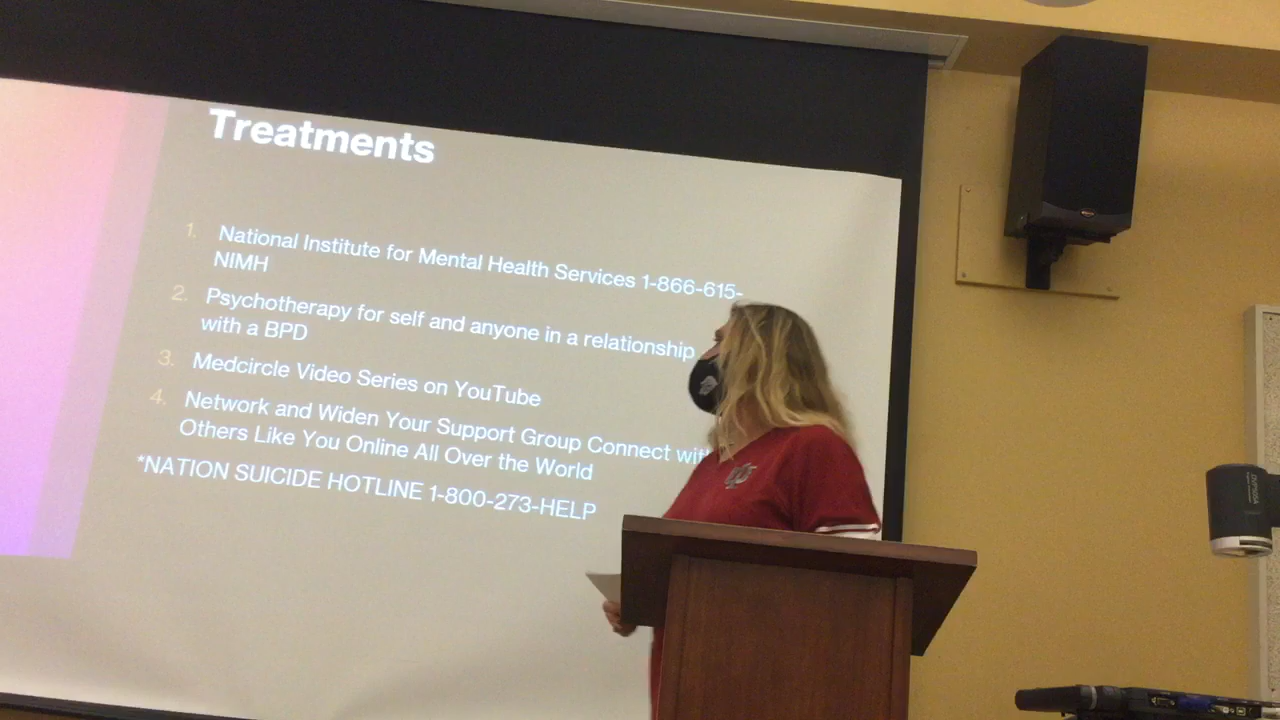 Treatments
1. National Institute for Mental Health Services 1-866-615-
NIMH
2. Psychotherapy for self and anyone in a relationship
with a BPD
3. Medcircle Video Series on YouTube
4. Network and Widen Your Support Group Connect with
Others Like You Online All Over the World
*NATION SUICIDE HOTLINE 1-800-273-HELP